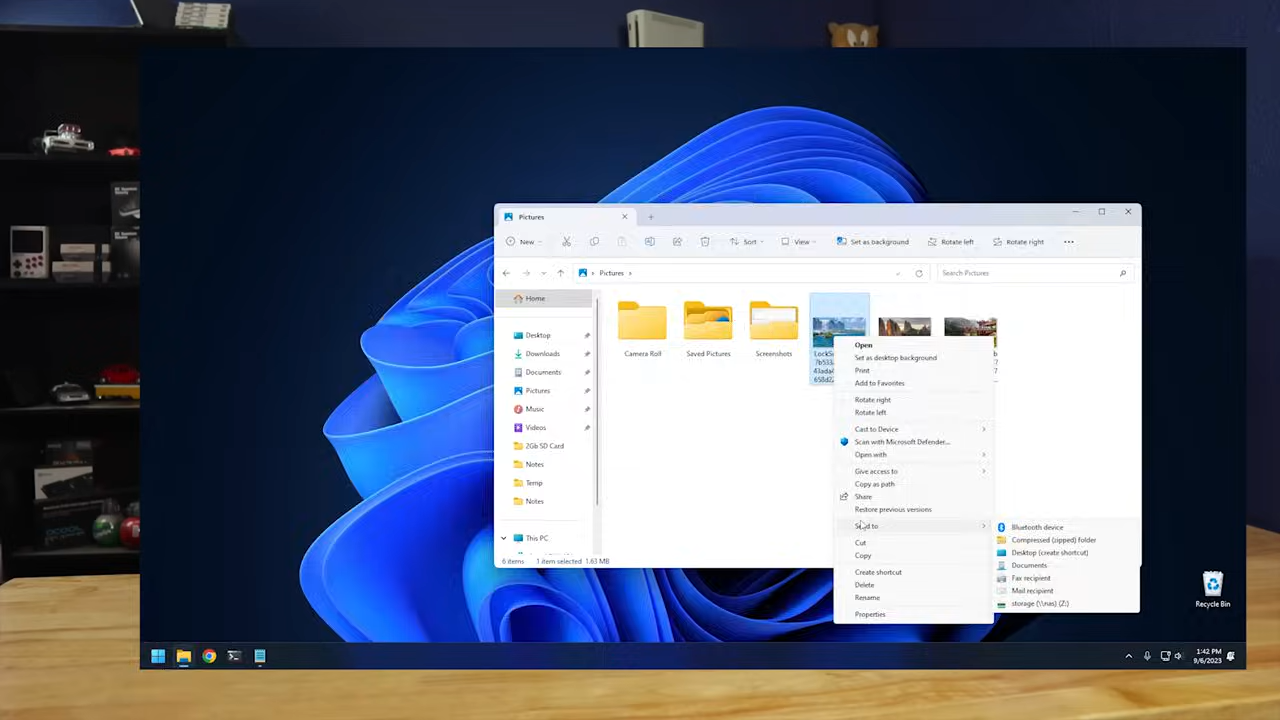 Pictures
New
Sort
View
Set as background
Rotate left
Rotate right
Pictures
Search Pictures
Home
Desktop
Downloads
Documents
Pictures
Music
Videos
2Gb SD Card
Notes
Temp
Notes
This PC
Camera Roll
Saved Pictures
Screenshots
6 items
1 item selected 1.63 MB
Open
Set as desktop background
Print
Add to Favorites
Rotate right
Rotate left
Cast to Device
Scan with Microsoft Defender...
Open with
Give access to
Copy as path
Share
Restore previous versions
Send to
Cut
Copy
Create shortcut
Delete
Rename
Properties
Bluetooth device
Compressed (zipped) folder
Desktop (create shortcut)
Documents
Fax recipient
Mail recipient
storage (\\nas) (Z:)
Recycle Bin
1:42 PM
9/6/2023